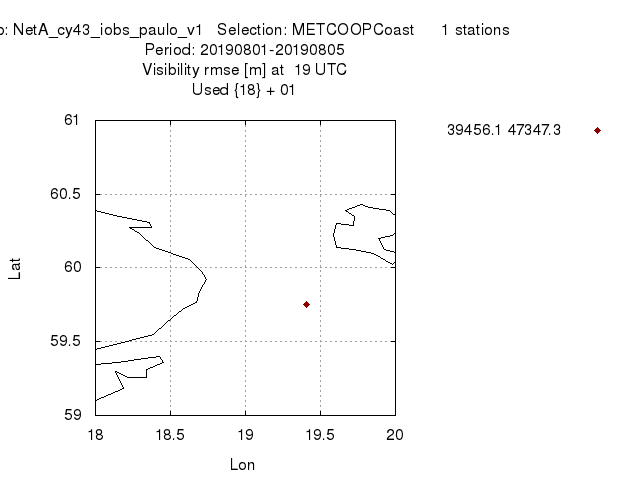 : NetA_cy43_iobs_paulo_v1 Selection: METCOOPCoast 1 stations
Period: 20190801-20190805
Visibility rmse [m] at 19 UTC
Used {18} + 01
39456.1 47347.3
61
60.5
60
59.5
59
Lat
18 18.5 19 19.5 20
Lon